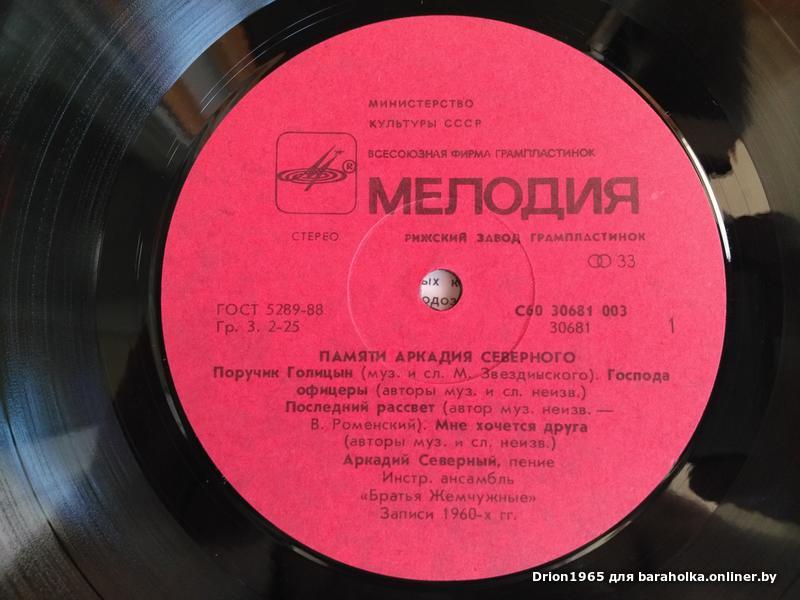 МИНИСТЕРСТВО
КУЛЬТУРЫ СССР
ВСЕСОЮЗНАЯ ФИРМА ГРАМПЛАСТИНОК
® МЕЛОДИЯ
СТЕРЕО РИЖСКИЙ ЗАВОД ГРАМПЛАСТИНОК
33
ЫХ К
ОДОЗ
ГОСТ 5289-88 С60 30681 003
Гр. 3. 2-25 30681 1
ПАМЯТИ АРКАДИЯ СЕВЕРНОГО
Поручик Голицын (муз. и сл. М. Звездинского). Господа
офицеры (авторы муз. и сл. неизв.)
Последний рассвет (автор муз. неизв. —
В. Роменский). Мне хочется друга
(авторы муз. и сл. неизв.)
Аркадий Северный, пение
Инстр. ансамбль
«Братья Жемчужные»
Записи 1960-х гг.
Drion1965 для baraholka.onliner.by